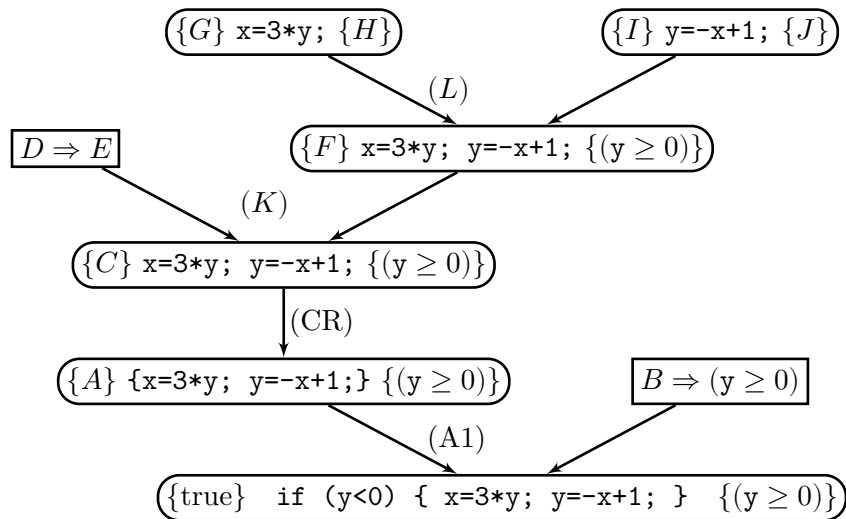 {G} x=3*y; {H}
{I} y=-x+1; {J}
(L)
D ⇒ E
{F} x=3*y; y=-x+1; {(y ≥ 0)}
(K)
{C} x=3*y; y=-x+1; {(y ≥ 0)}
(CR)
{A} {x=3*y; y=-x+1;} {(y ≥ 0)}
B ⇒ (y ≥ 0)
(A1)
{true} if (y<0) { x=3*y; y=-x+1; } {(y ≥ 0)}